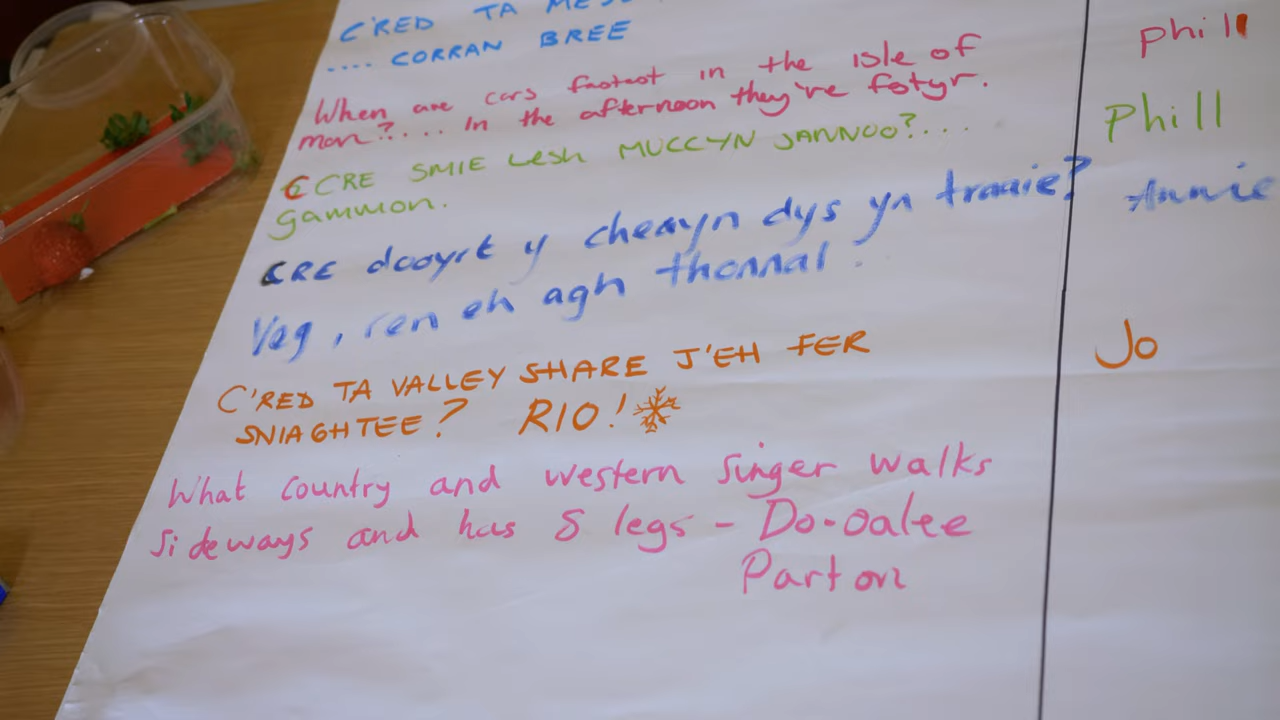 C'RED TA
.... CORRAN BREE
When are cars fastest in the isle of
man?.... In the afternoon they're fastyr.
Phill
CRE SMIE LESH MUCCYN JANNOO?...
gammon.
Phill
CRE dooyrt y cheayn dys yn traaie?
Veg, ren eh agh thonnal.
Annie
C'RED TA VALLEY SHARE J'EH FER
SNIAGHTEE? RIO!
Jo
What country and western singer walks
sideways and has 8 legs - Do-oalee
Parton